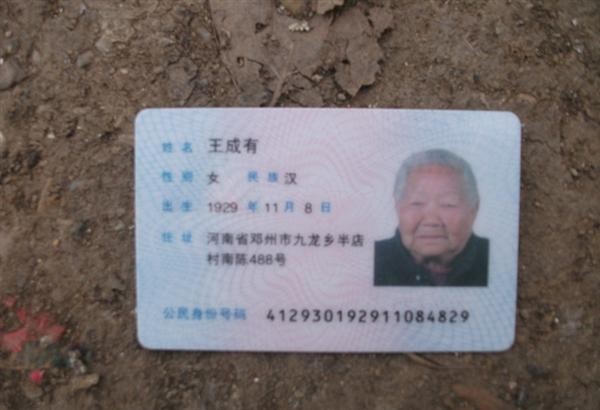 姓名 王成有
性别 女 民族 汉
出生 1929 年 11 月 8 日
住址 河南省邓州市九龙乡半店
村南陈488号
公民身份号码 412930192911084829